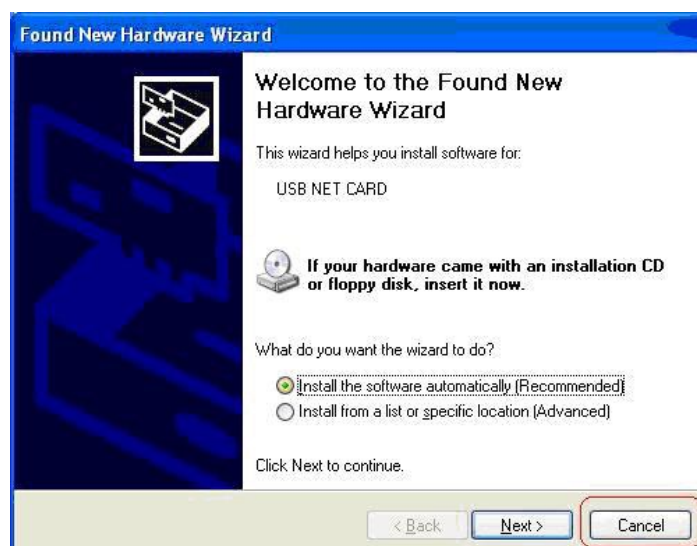 Found New Hardware Wizard
Welcome to the Found New
Hardware Wizard
This wizard helps you install software for:
USB NET CARD
If your hardware came with an installation CD
or floppy disk, insert it now.
What do you want the wizard to do?
Install the software automatically (Recommended)
Install from a list or specific location (Advanced)
Click Next to continue.
< Back Next > Cancel